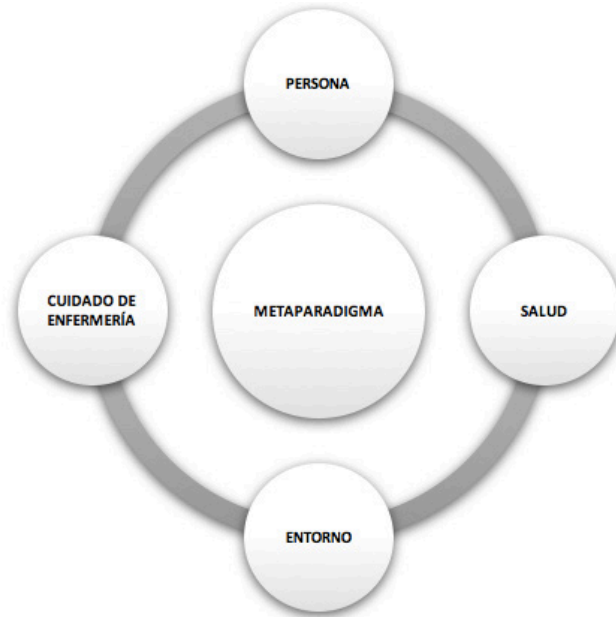 PERSONA
CUIDADO DE
ENFERMERÍA
METAPARADIGMA
SALUD
ENTORNO